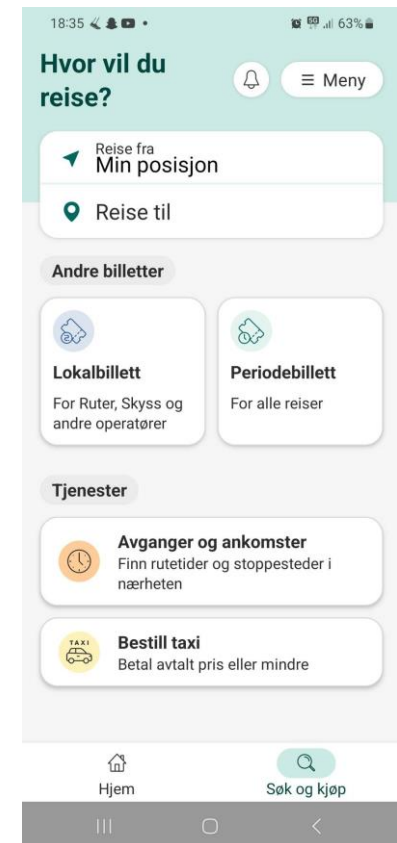 18:35
5G
63%
Hvor vil du
reise?
Meny
Reise fra
Min posisjon
Reise til
Andre billetter
2
Lokalbillett
For Ruter, Skyss og
andre operatører
Periodebillett
For alle reiser
Tjenester
Avganger og ankomster
Finn rutetider og stoppesteder i
nærheten
TAXI
Bestill taxi
Betal avtalt pris eller mindre
Hjem
Søk og kjøp